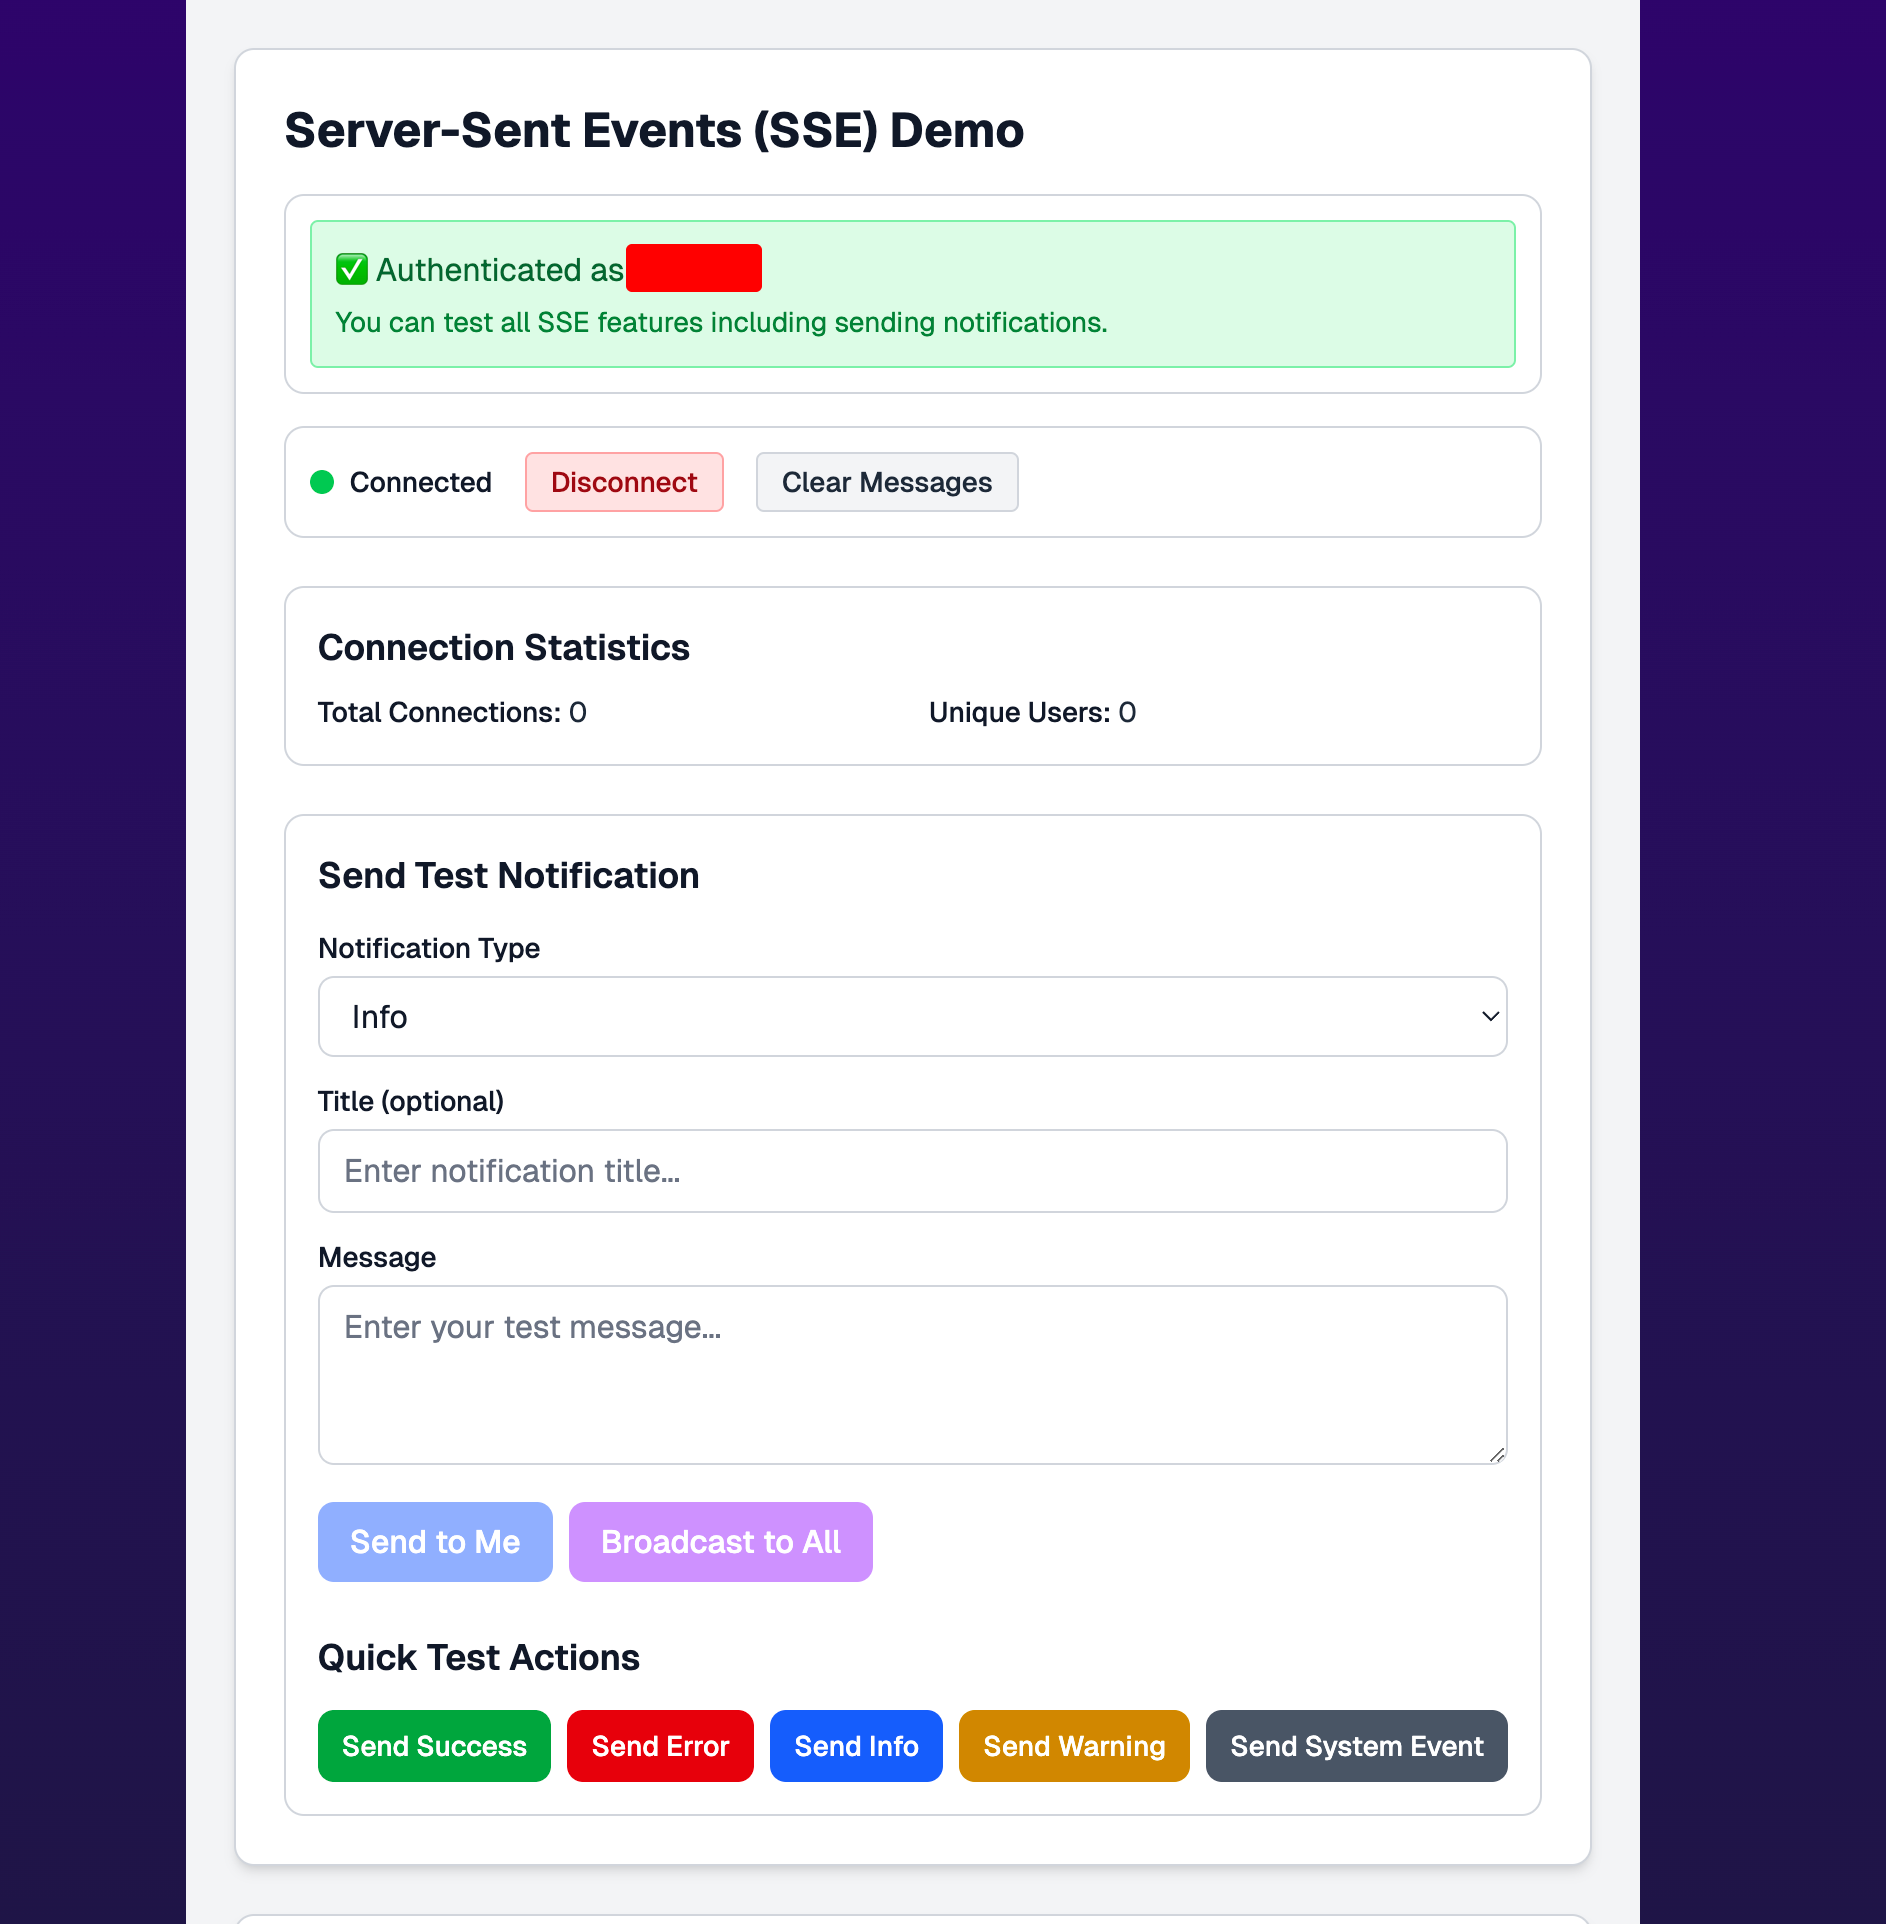 Server-Sent Events (SSE) Demo
✅ Authenticated as
You can test all SSE features including sending notifications.
Connected Disconnect Clear Messages
Connection Statistics
Total Connections: 0 Unique Users: 0
Send Test Notification
Notification Type
Info
Title (optional)
Enter notification title...
Message
Enter your test message...
Send to Me Broadcast to All
Quick Test Actions
Send Success Send Error Send Info Send Warning Send System Event